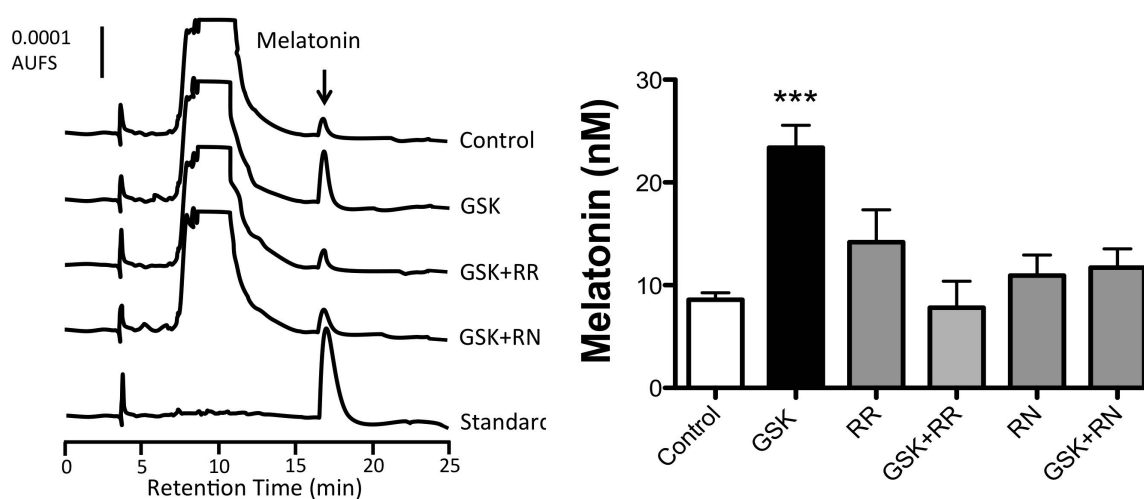 0.0001
AUFS
Melatonin
Control
GSK
GSK+RR
GSK+RN
Standard
0 5 10 15 20 25
Retention Time (min)
Melatonin (nM)
30
20
10
0
***
Control GSK RR GSK+RR RN GSK+RN